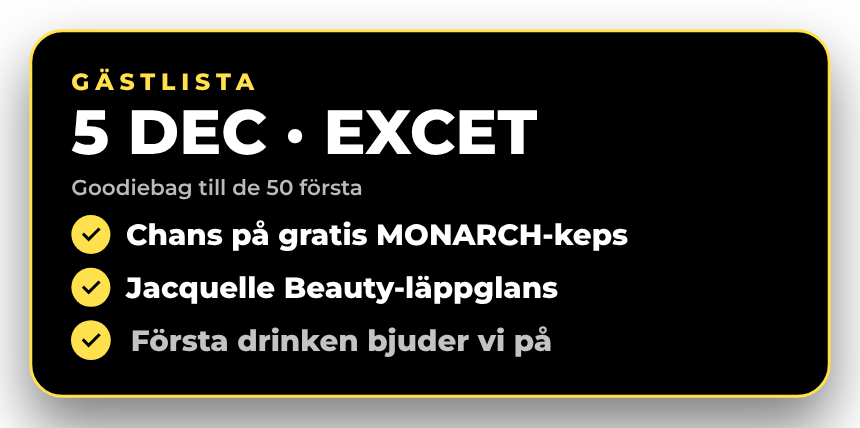 GÄSTLISTA
5 DEC • EXCET
Goodiebag till de 50 första
Chans på gratis MONARCH-keps
Jacquelle Beauty-läppglans
Första drinken bjuder vi på